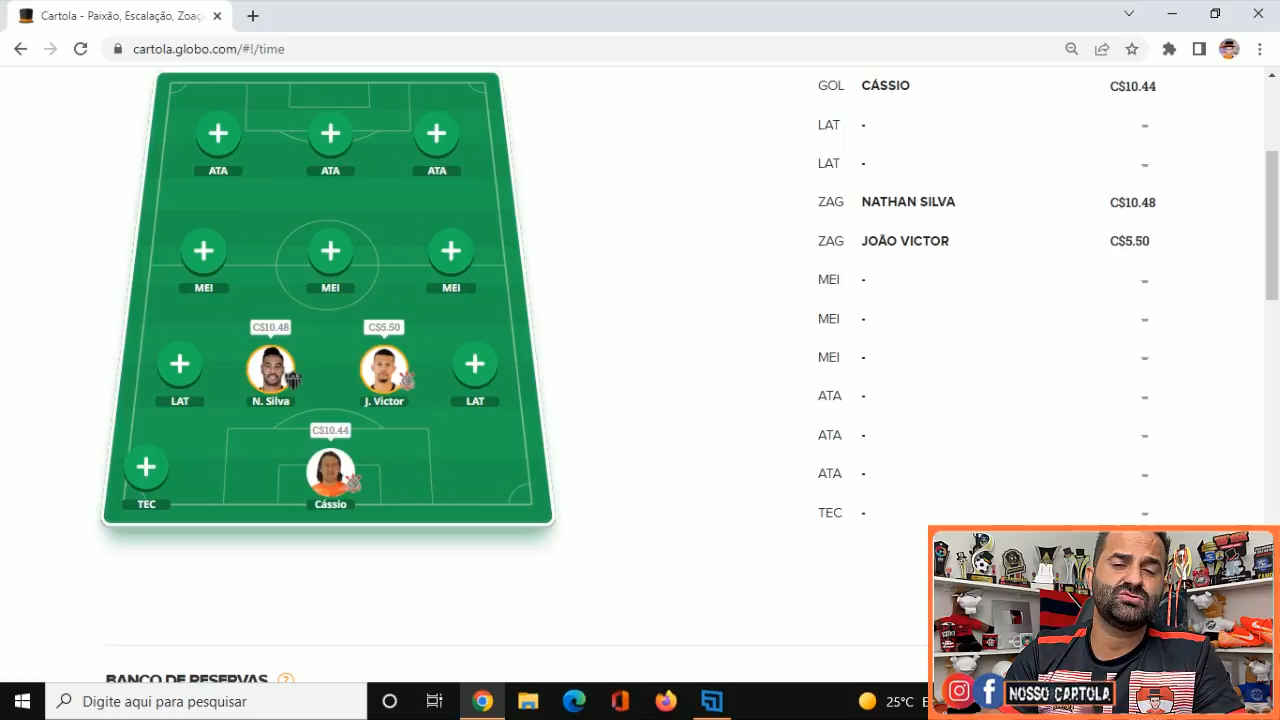 Cartola - Paixão, Escalação, Zoaç
cartola.globo.com/#!/time
ATA
ATA
ATA
MEI
MEI
MEI
C$10.48
C$5.50
LAT
N. Silva
J. Victor
LAT
C$10.44
TEC
Cássio
GOL CÁSSIO C$10.44
LAT - -
LAT - -
ZAG NATHAN SILVA C$10.48
ZAG JOÃO VICTOR C$5.50
MEI - -
MEI - -
MEI - -
ATA - -
ATA - -
ATA - -
TEC - -
BANCO DE RESERVAS ?
NOSSO CARTOLA
Digite aqui para pesquisar
25°C